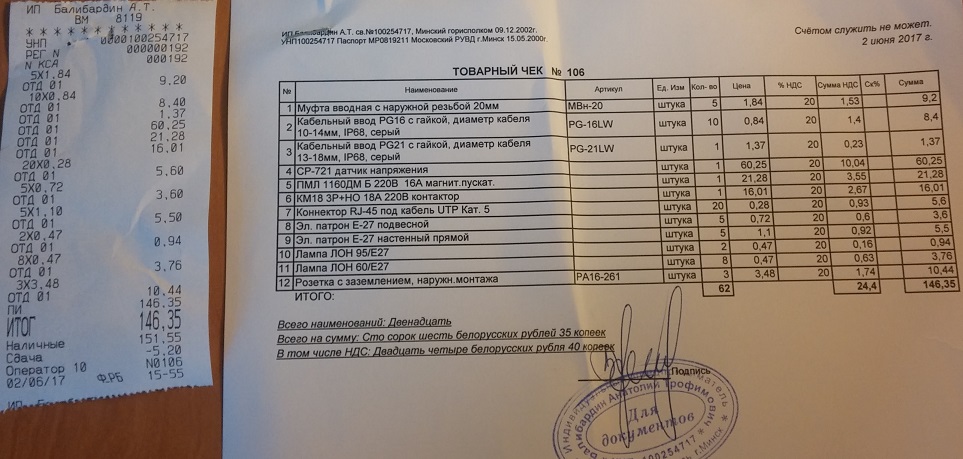 ИП Балибардин А.Т.
ВМ 8119
* * * * * * * * * * * *
УНП 0000100254717
РЕГ N 000000192
N КСА 000192
5X1,84
ОТД 01 9,20
10X0,84
ОТД 01 8,40
ОТД 01 1,37
ОТД 01 60,25
ОТД 01 21,28
ОТД 01 16,01
20X0,28
ОТД 01 5,60
5X0,72
ОТД 01 3,60
5X1,10
ОТД 01 5,50
2X0,47
ОТД 01 0,94
8X0,47
ОТД 01 3,76
3X3,48
ОТД 01 10,44
ПИ 146,35
ИТОГ 146,35
Наличные 151,55
Сдача -5,20
Оператор 10 N0106
02/06/17 Ф.РБ 15-55
ИП Балибардин А.Т.
ИП Балибардин А.Т. св.№100254717, Минский горисполком 09.12.2002г.
УНП100254717 Паспорт МР0819211 Московский РУВД г.Минск 15.05.2000г.
Счётом служить не может.
2 июня 2017 г.
ТОВАРНЫЙ ЧЕК № 106
№ Наименование Артикул Ед. Изм Кол- во Цена % НДС Сумма НДС Ск% Сумма
1 Муфта вводная с наружной резьбой 20мм МВн-20 штука 5 1,84 20 1,53 9,2
2 Кабельный ввод PG16 с гайкой, диаметр кабеля 10-14мм, IP68, серый PG-16LW штука 10 0,84 20 1,4 8,4
3 Кабельный ввод PG21 с гайкой, диаметр кабеля 13-18мм, IP68, серый PG-21LW штука 1 1,37 20 0,23 1,37
4 СР-721 датчик напряжения штука 1 60,25 20 10,04 60,25
5 ПМЛ 1160ДМ Б 220В 16А магнит.пускат. штука 1 21,28 20 3,55 21,28
6 КМ18 3Р+НО 18А 220В контактор штука 1 16,01 20 2,67 16,01
7 Коннектор RJ-45 под кабель UTP Кат. 5 штука 20 0,28 20 0,93 5,6
8 Эл. патрон Е-27 подвесной штука 5 0,72 20 0,6 3,6
9 Эл. патрон Е-27 настенный прямой штука 5 1,1 20 0,92 5,5
10 Лампа ЛОН 95/Е27 штука 2 0,47 20 0,16 0,94
11 Лампа ЛОН 60/Е27 штука 8 0,47 20 0,63 3,76
12 Розетка с заземлением, наружн.монтажа РА16-261 штука 3 3,48 20 1,74 10,44
ИТОГО: 62 24,4 146,35
Всего наименований: Двенадцать
Всего на сумму: Сто сорок шесть белорусских рублей 35 копеек
В том числе НДС: Двадцать четыре белорусских рубля 40 копеек
Подпись
Балибардин Анатолий Трофимович
Для
документов
100254717 * г.Минск *